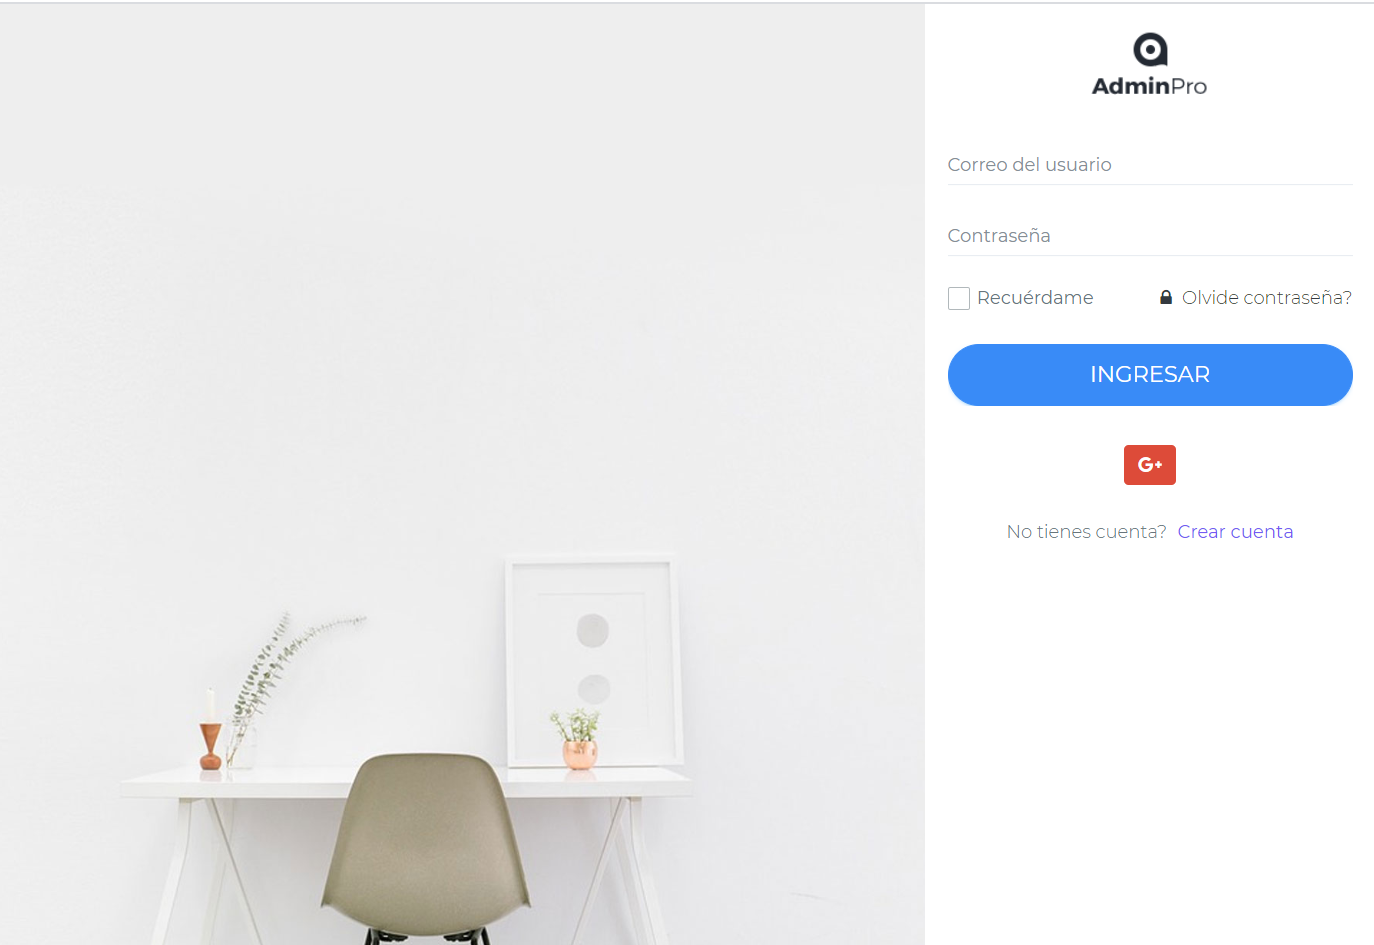 AdminPro
Correo del usuario
Contraseña
Recuérdame
Olvide contraseña?
INGRESAR
G+
No tienes cuenta? Crear cuenta